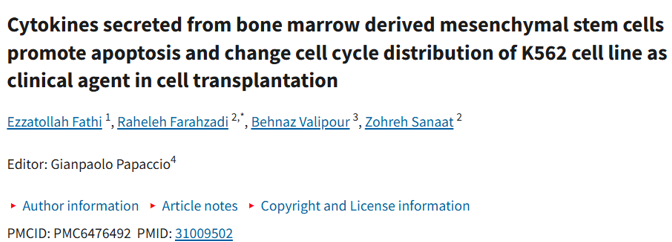 Cytokines secreted from bone marrow derived mesenchymal stem cells
promote apoptosis and change cell cycle distribution of K562 cell line as
clinical agent in cell transplantation
Ezzatollah Fathi 1, Raheleh Farahzadi 2,*, Behnaz Valipour 3, Zohreh Sanaat 2
Editor: Gianpaolo Papaccio4
▸ Author information ▸ Article notes ▸ Copyright and License information
PMCID: PMC6476492 PMID: 31009502